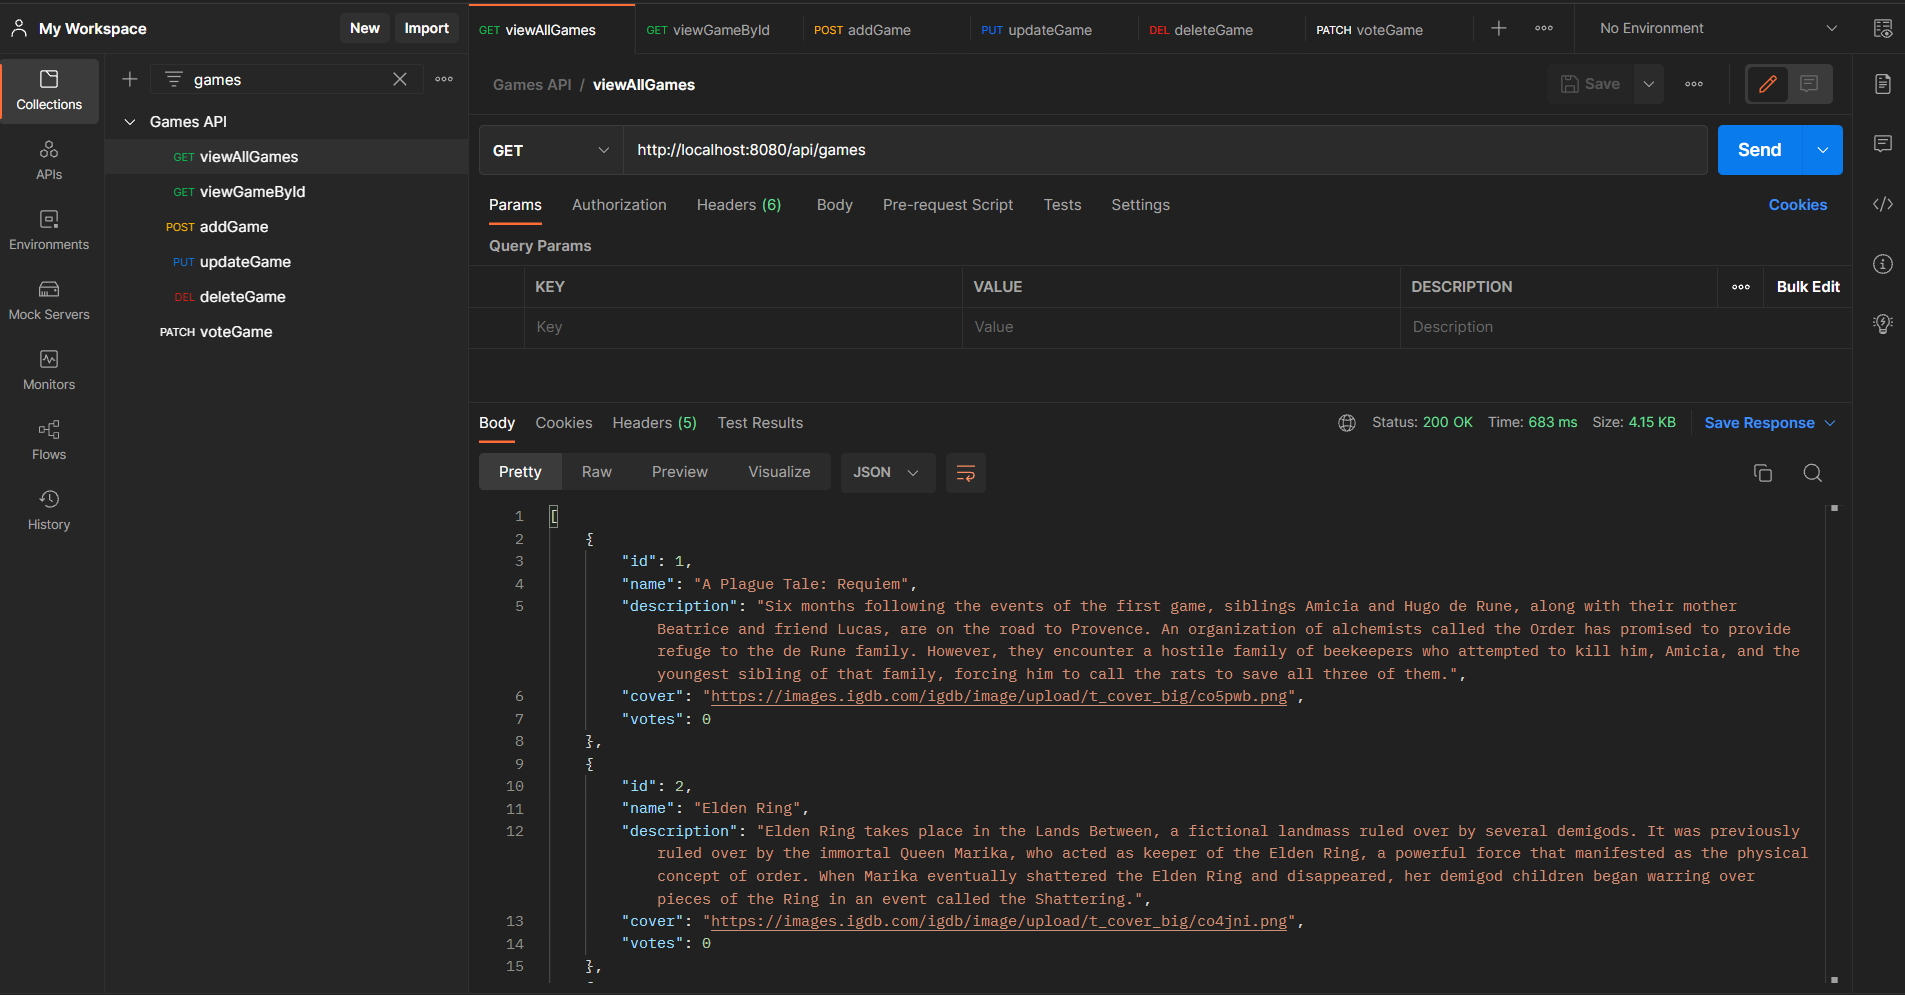 My Workspace
New
Import
GET viewAllGames
GET viewGameById
POST addGame
PUT updateGame
DEL deleteGame
PATCH voteGame
No Environment
Collections
APIs
Environments
Mock Servers
Monitors
Flows
History
games
Games API
GET viewAllGames
GET viewGameById
POST addGame
PUT updateGame
DEL deleteGame
PATCH voteGame
Games API / viewAllGames
Save
GET
http://localhost:8080/api/games
Send
Params
Authorization
Headers (6)
Body
Pre-request Script
Tests
Settings
Cookies
Query Params
KEY
VALUE
DESCRIPTION
Bulk Edit
Key
Value
Description
Body
Cookies
Headers (5)
Test Results
Status: 200 OK
Time: 683 ms
Size: 4.15 KB
Save Response
Pretty
Raw
Preview
Visualize
JSON
1 [
2 {
3 "id": 1,
4 "name": "A Plague Tale: Requiem",
5 "description": "Six months following the events of the first game, siblings Amicia and Hugo de Rune, along with their mother
Beatrice and friend Lucas, are on the road to Provence. An organization of alchemists called the Order has promised to provide
refuge to the de Rune family. However, they encounter a hostile family of beekeepers who attempted to kill him, Amicia, and the
youngest sibling of that family, forcing him to call the rats to save all three of them.",
6 "cover": "https://images.igdb.com/igdb/image/upload/t_cover_big/co5pwb.png",
7 "votes": 0
8 },
9 {
10 "id": 2,
11 "name": "Elden Ring",
12 "description": "Elden Ring takes place in the Lands Between, a fictional landmass ruled over by several demigods. It was previously
ruled over by the immortal Queen Marika, who acted as keeper of the Elden Ring, a powerful force that manifested as the physical
concept of order. When Marika eventually shattered the Elden Ring and disappeared, her demigod children began warring over
pieces of the Ring in an event called the Shattering.",
13 "cover": "https://images.igdb.com/igdb/image/upload/t_cover_big/co4jni.png",
14 "votes": 0
15 },